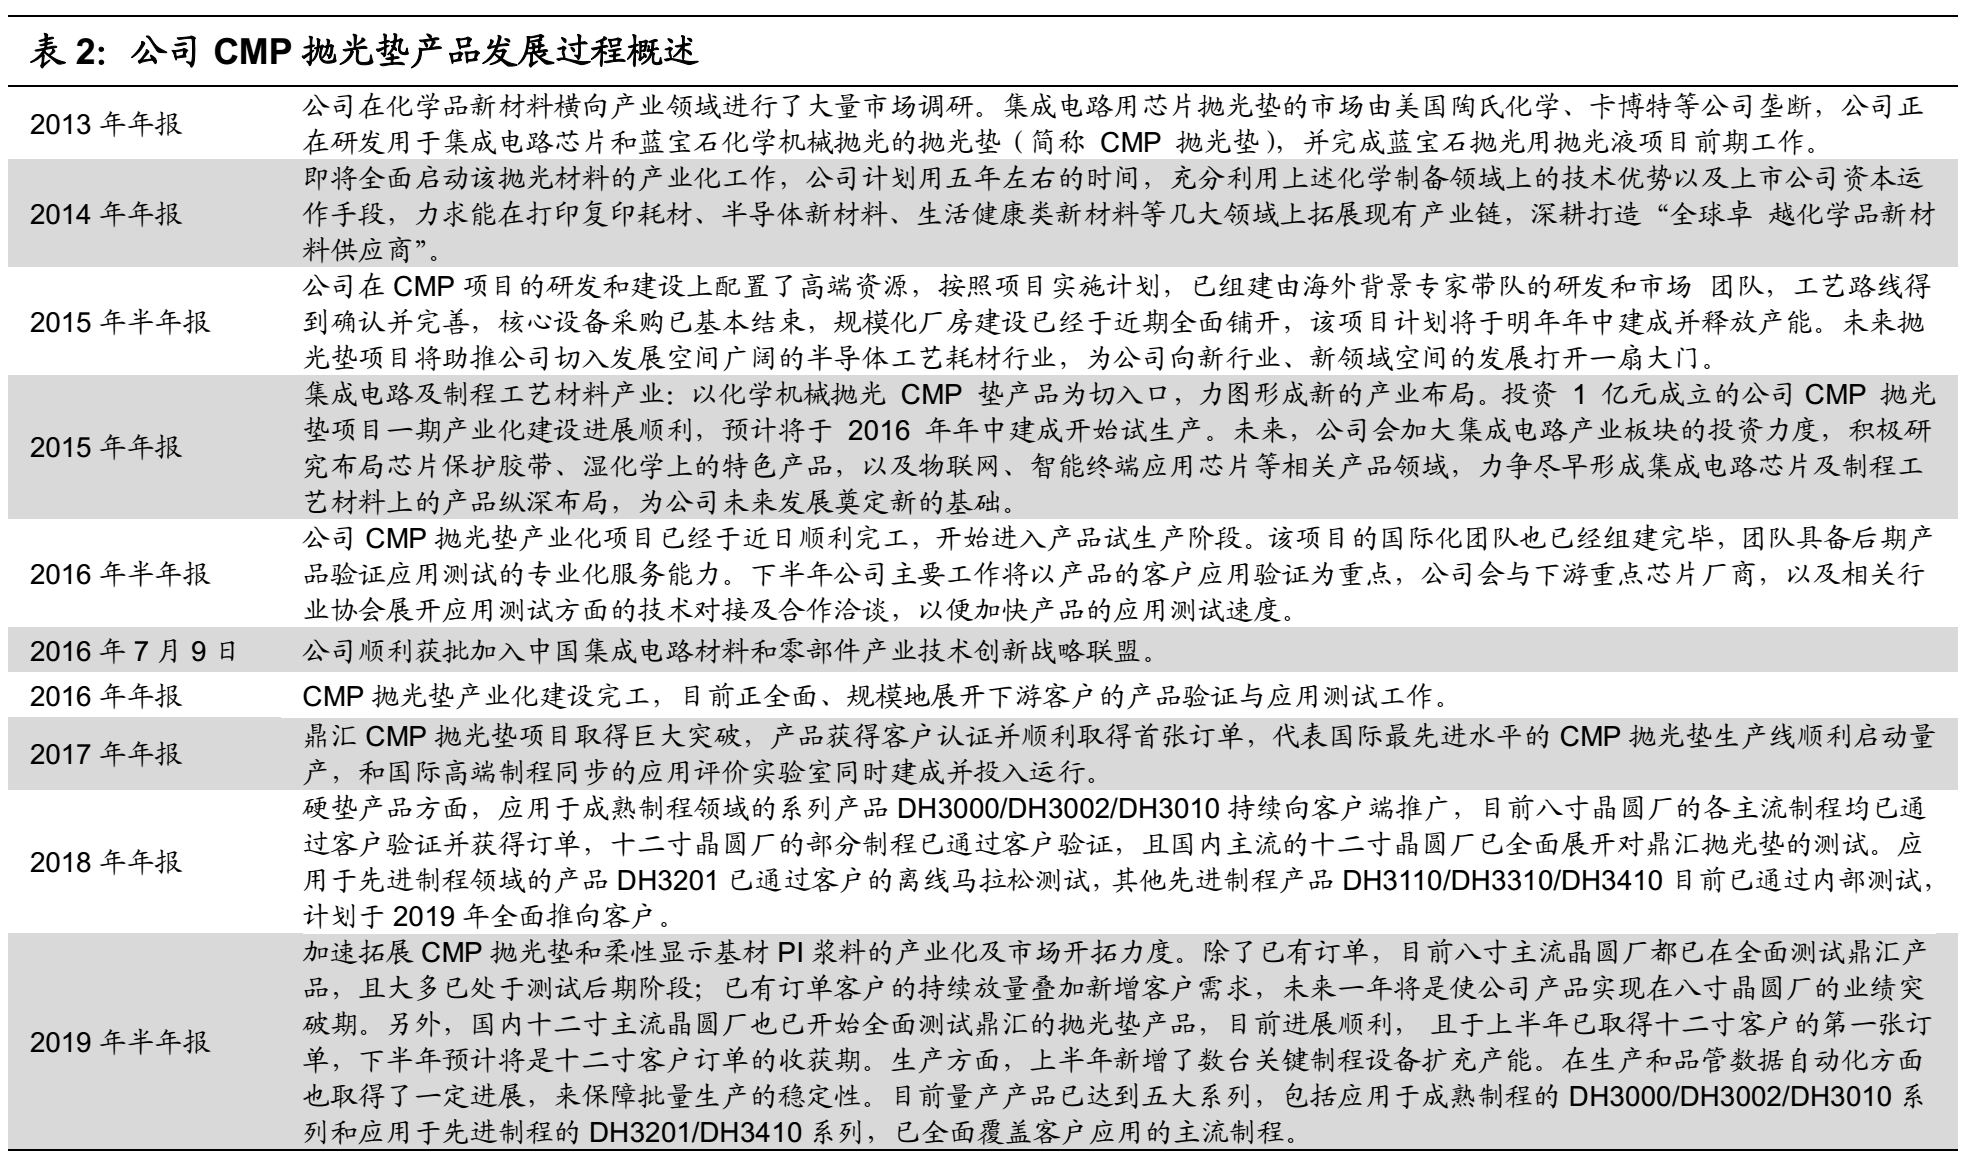 表 2：公司 CMP 抛光垫产品发展过程概述
2013 年年报
公司在化学品新材料横向产业领域进行了大量市场调研。集成电路用芯片抛光垫的市场由美国陶氏化学、卡博特等公司垄断，公司正
在研发用于集成电路芯片和蓝宝石化学机械抛光的抛光垫（简称 CMP 抛光垫），并完成蓝宝石抛光用抛光液项目前期工作。
2014 年年报
即将全面启动该抛光材料的产业化工作，公司计划用五年左右的时间，充分利用上述化学制备领域上的技术优势以及上市公司资本运
作手段，力求能在打印复印耗材、半导体新材料、生活健康类新材料等几大领域上拓展现有产业链，深耕打造“全球卓 越化学品新材
料供应商”。
2015 年半年报
公司在 CMP 项目的研发和建设上配置了高端资源，按照项目实施计划，已组建由海外背景专家带队的研发和市场 团队，工艺路线得
到确认并完善，核心设备采购已基本结束，规模化厂房建设已经于近期全面铺开，该项目计划将于明年年中建成并释放产能。未来抛
光垫项目将助推公司切入发展空间广阔的半导体工艺耗材行业，为公司向新行业、新领域空间的发展打开一扇大门。
2015 年年报
集成电路及制程工艺材料产业：以化学机械抛光 CMP 垫产品为切入口，力图形成新的产业布局。投资 1 亿元成立的公司 CMP 抛光
垫项目一期产业化建设进展顺利，预计将于 2016 年年中建成开始试生产。未来，公司会加大集成电路产业板块的投资力度，积极研
究布局芯片保护胶带、湿化学上的特色产品，以及物联网、智能终端应用芯片等相关产品领域，力争尽早形成集成电路芯片及制程工
艺材料上的产品纵深布局，为公司未来发展奠定新的基础。
2016 年半年报
公司 CMP 抛光垫产业化项目已经于近日顺利完工，开始进入产品试生产阶段。该项目的国际化团队也已经组建完毕，团队具备后期产
品验证应用测试的专业化服务能力。下半年公司主要工作将以产品的客户应用验证为重点，公司会与下游重点芯片厂商，以及相关行
业协会展开应用测试方面的技术对接及合作洽谈，以便加快产品的应用测试速度。
2016 年 7 月 9 日
公司顺利获批加入中国集成电路材料和零部件产业技术创新战略联盟。
2016 年年报
CMP 抛光垫产业化建设完工，目前正全面、规模地展开下游客户的产品验证与应用测试工作。
2017 年年报
鼎汇 CMP 抛光垫项目取得巨大突破，产品获得客户认证并顺利取得首张订单，代表国际最先进水平的 CMP 抛光垫生产线顺利启动量
产，和国际高端制程同步的应用评价实验室同时建成并投入运行。
2018 年年报
硬垫产品方面，应用于成熟制程领域的系列产品 DH3000/DH3002/DH3010 持续向客户端推广，目前八寸晶圆厂的各主流制程均已通
过客户验证并获得订单，十二寸晶圆厂的部分制程已通过客户验证，且国内主流的十二寸晶圆厂已全面展开对鼎汇抛光垫的测试。应
用于先进制程领域的产品 DH3201 已通过客户的离线马拉松测试，其他先进制程产品 DH3110/DH3310/DH3410 目前已通过内部测试，
计划于 2019 年全面推向客户。
2019 年半年报
加速拓展 CMP 抛光垫和柔性显示基材 PI 浆料的产业化及市场开拓力度。除了已有订单，目前八寸主流晶圆厂都已在全面测试鼎汇产
品，且大多已处于测试后期阶段；已有订单客户的持续放量叠加新增客户需求，未来一年将是使公司产品实现在八寸晶圆厂的业绩突
破期。另外，国内十二寸主流晶圆厂也已开始全面测试鼎汇的抛光垫产品，目前进展顺利， 且于上半年已取得十二寸客户的第一张订
单，下半年预计将是十二寸客户订单的收获期。生产方面，上半年新增了数台关键制程设备扩充产能。在生产和品管数据自动化方面
也取得了一定进展，来保障批量生产的稳定性。目前量产产品已达到五大系列，包括应用于成熟制程的 DH3000/DH3002/DH3010 系
列和应用于先进制程的 DH3201/DH3410 系列，已全面覆盖客户应用的主流制程。